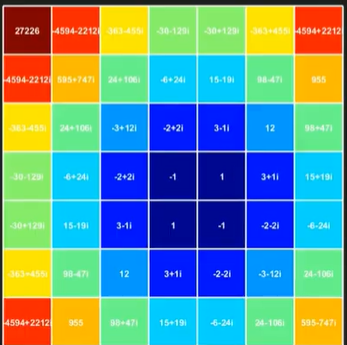 27226 -4594-2212i -363-455i -30-129i -30+129i -363+455i -4594+2212i
-4594-2212i 595+747i 24+106i -6+24i 15-19i 98-47i 955
-363-455i 24+106i -3+12i -2+2i 3-1i 12 98+47i
-30-129i -6+24i -2+2i -1 1 3+1i 15+19i
-30+129i 15-19i 3-1i 1 -1 -2-2i -6-24i
-363+455i 98-47i 12 3+1i -2-2i -3-12i 24-106i
-4594+2212i 955 98+47i 15+19i -6-24i 24-106i 595-747i